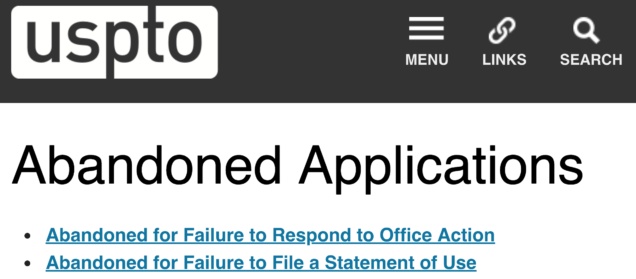 uspto
MENU LINKS SEARCH
Abandoned Applications
• Abandoned for Failure to Respond to Office Action
• Abandoned for Failure to File a Statement of Use